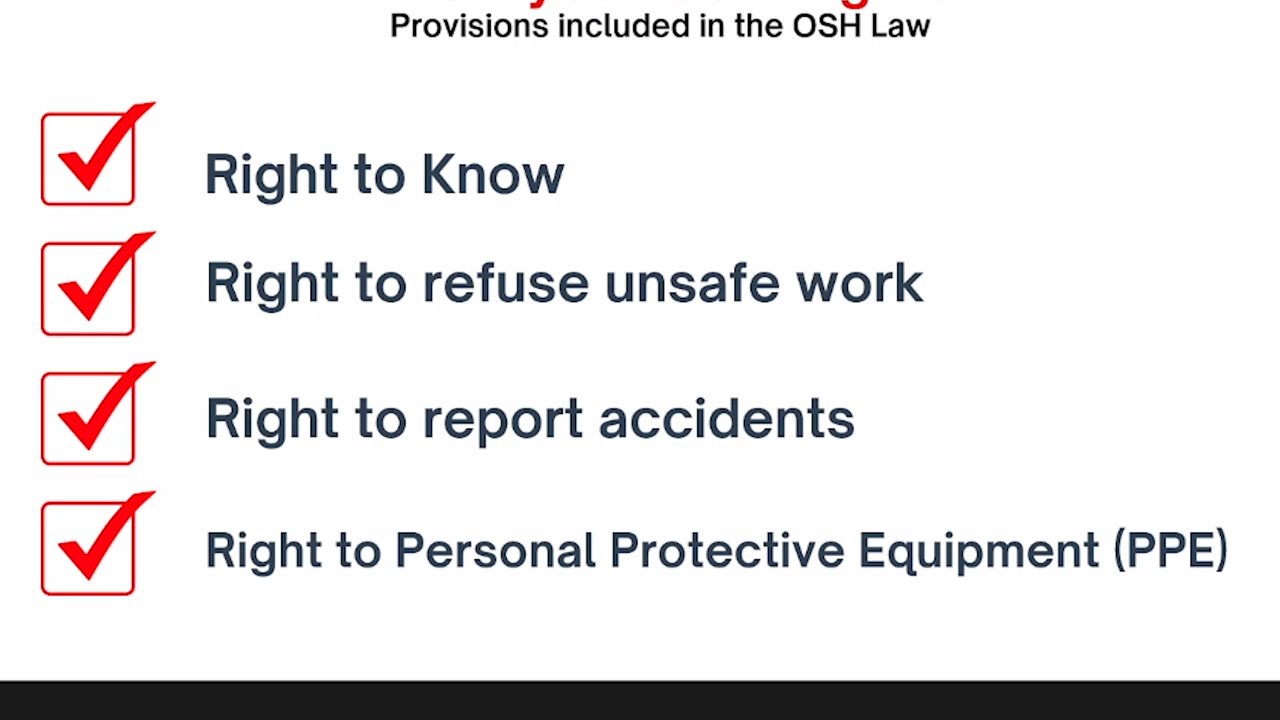 Provisions included in the OSH Law
Right to Know
Right to refuse unsafe work
Right to report accidents
Right to Personal Protective Equipment (PPE)